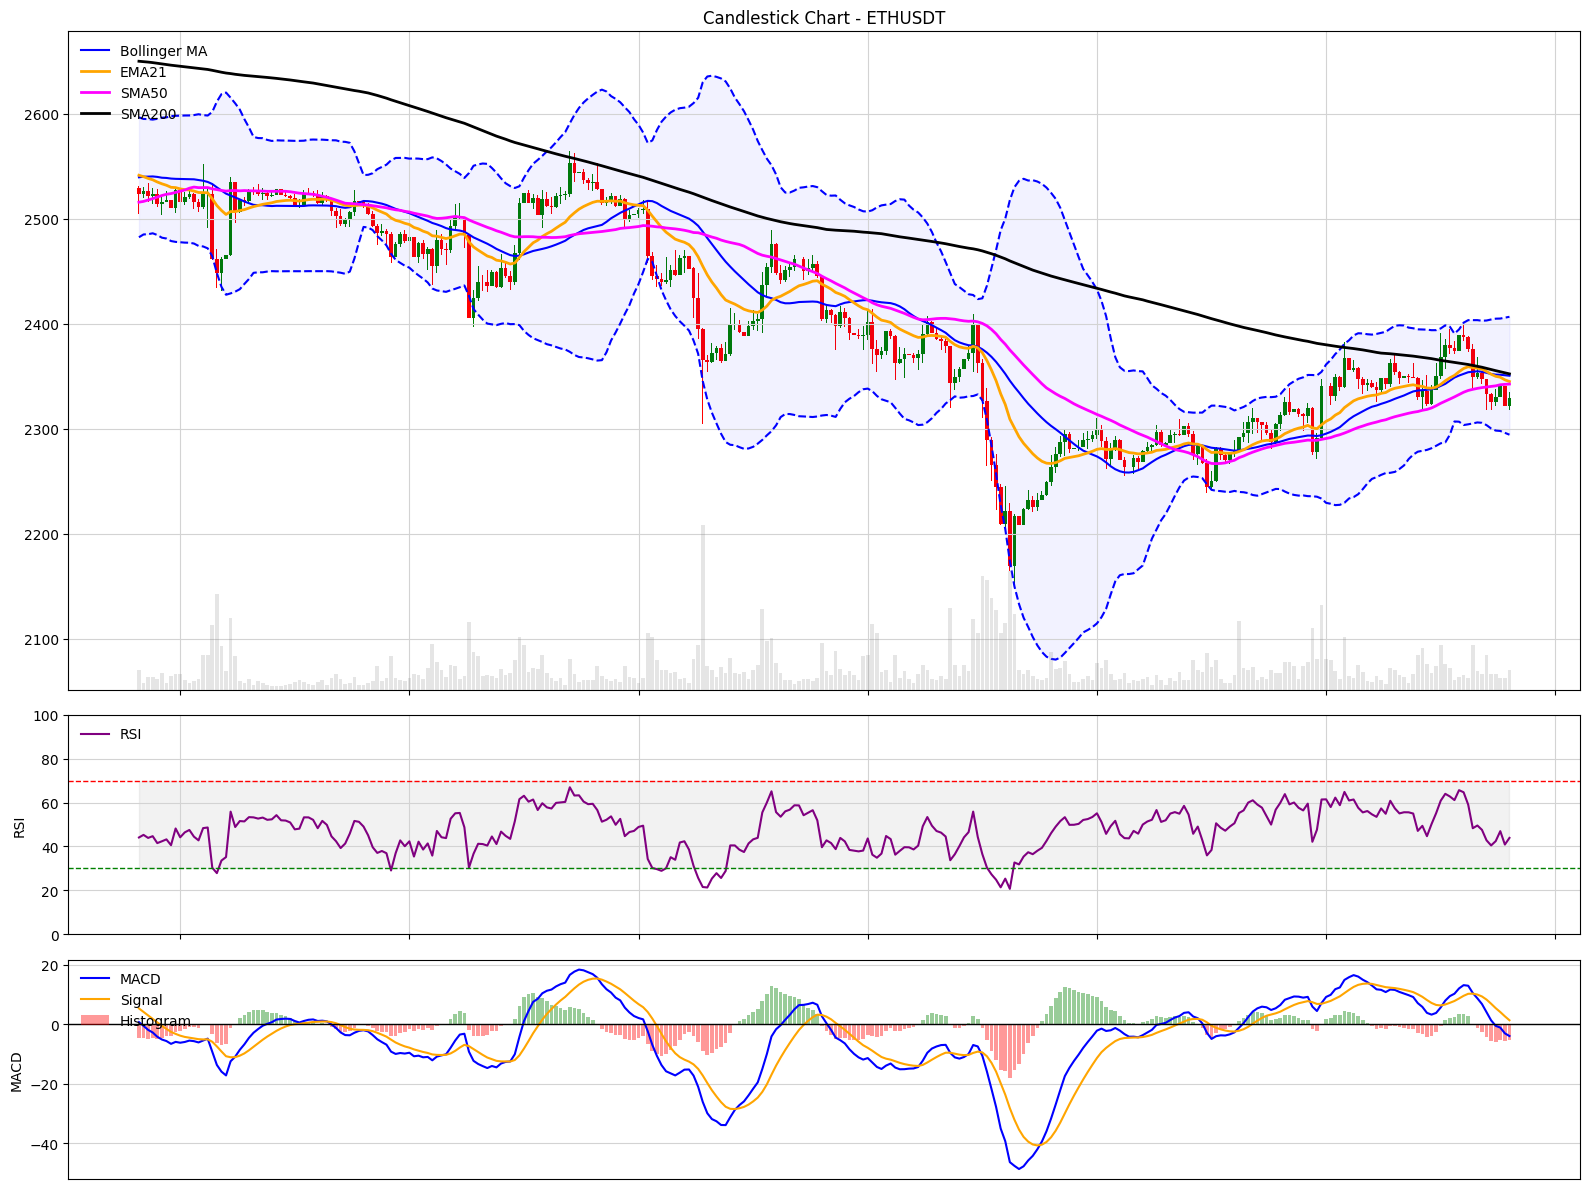 Candlestick Chart - ETHUSDT
Bollinger MA
EMA21
SMA50
SMA200
2600
2500
2400
2300
2200
2100
100
80
60
40
20
0
RSI
RSI
20
0
−20
−40
MACD
MACD
Signal
Histogram